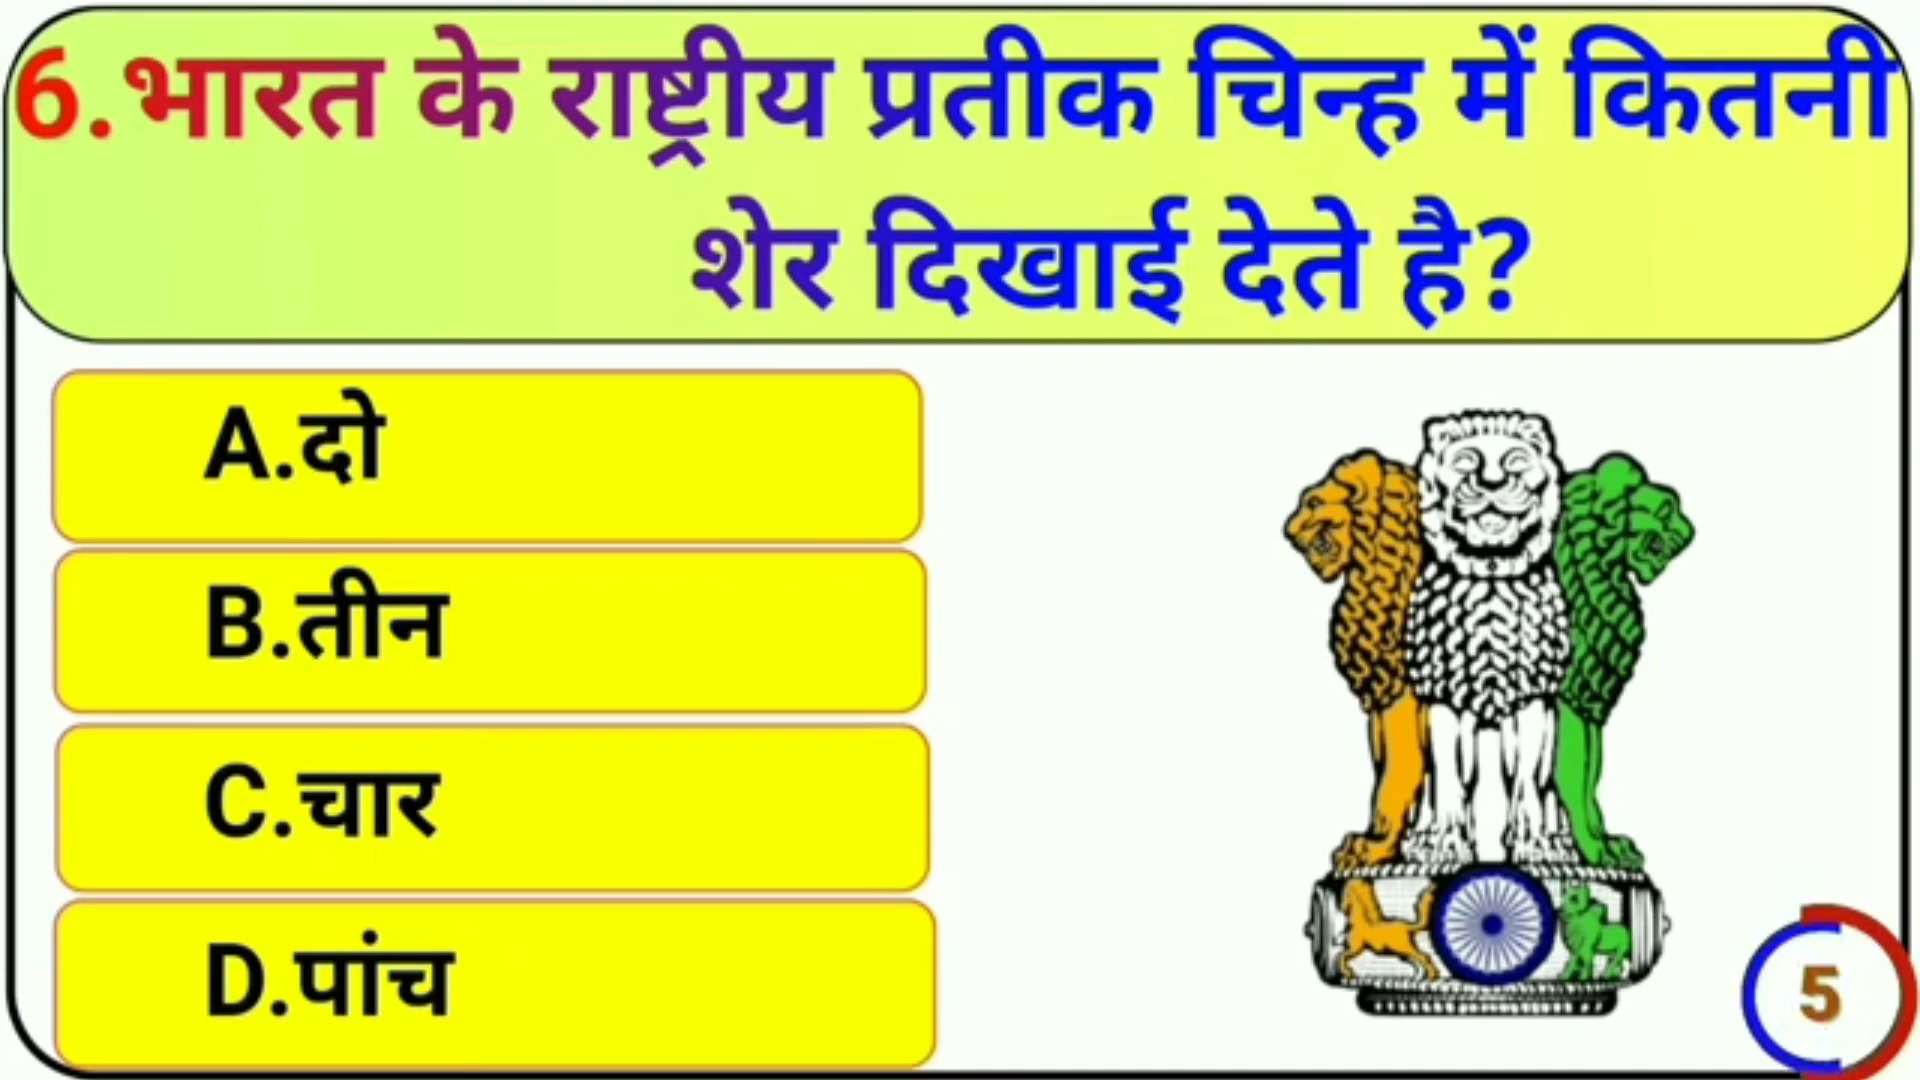 6.भारत के राष्ट्रीय प्रतीक चिन्ह में कितनी
शेर दिखाई देते है?
A.दो
B.तीन
C.चार
D.पांच
5